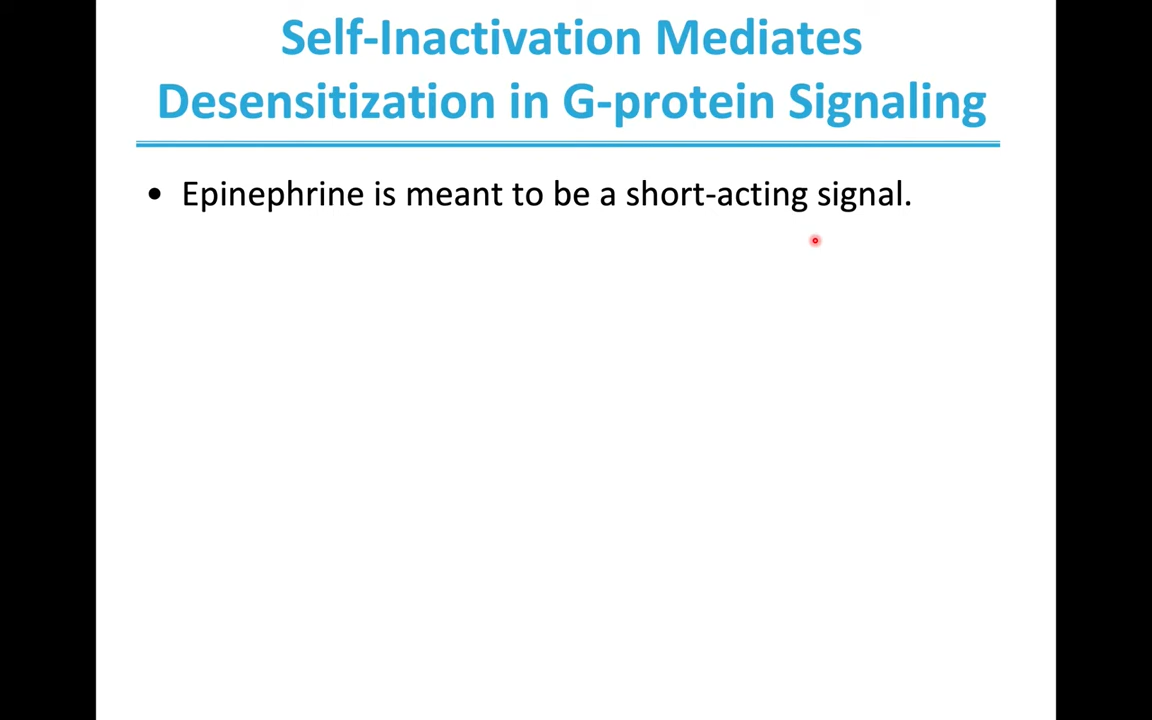 Self-Inactivation Mediates
Desensitization in G-protein Signaling
• Epinephrine is meant to be a short-acting signal.